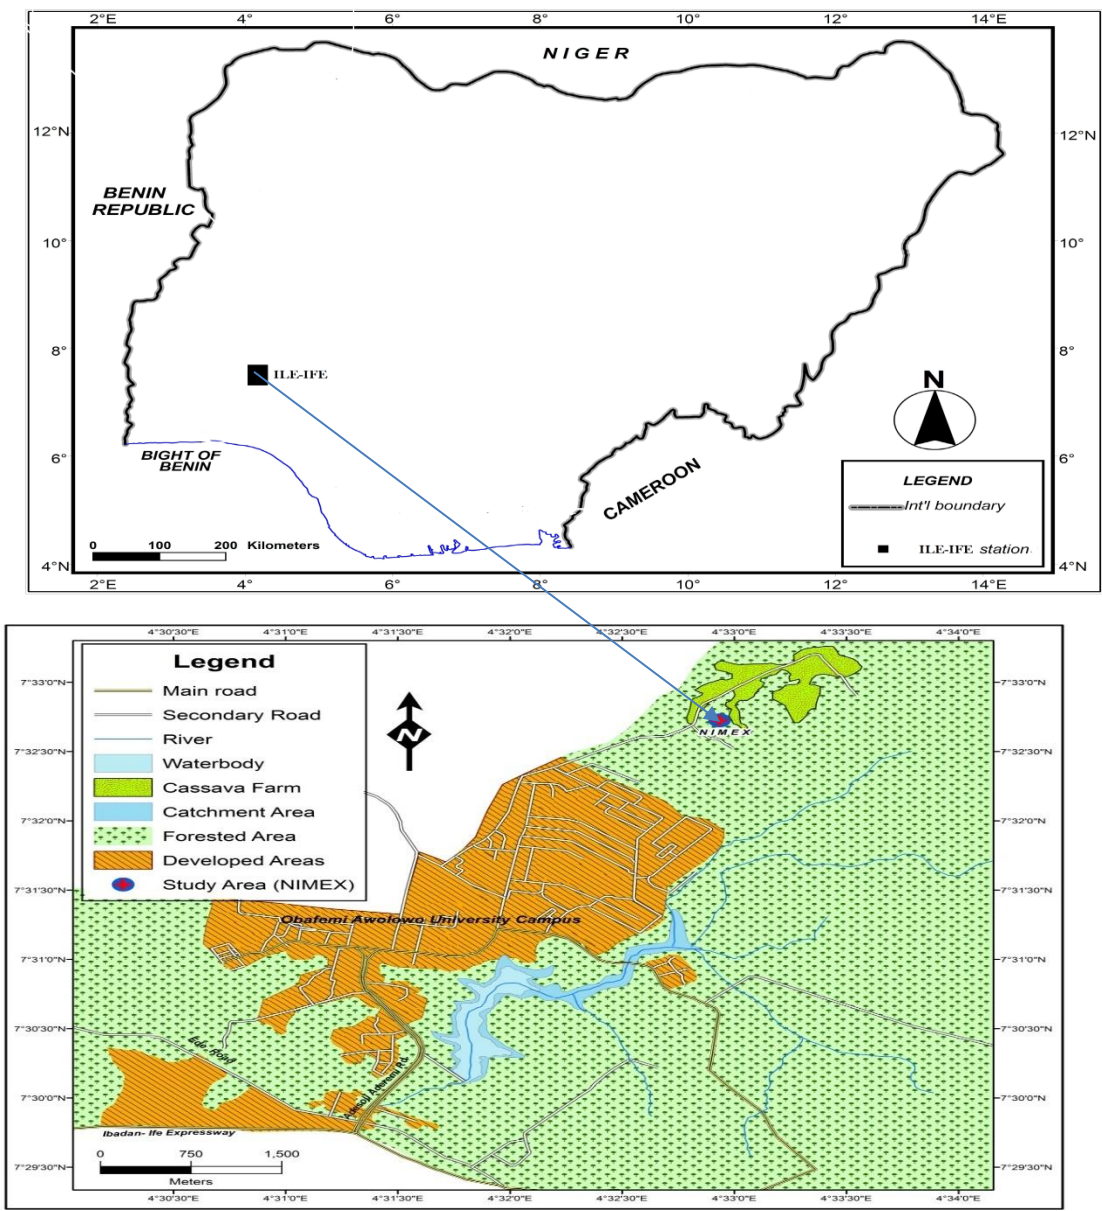 2°E 4° 6° 8° 10° 12° 14°E
NIGER
12°N 12°N
BENIN
REPUBLIC
10° 10°
8° 8°
ILE-IFE
N
6° 6°
BIGHT OF
BENIN
CAMEROON
LEGEND
Int'l boundary
ILE-IFE station
0 100 200 Kilometers
4°N 4°N
2°E 4° 6° 8° 10° 12° 14°E
4°30'30"E 4°31'0"E 4°31'30"E 4°32'0"E 4°32'30"E 4°33'0"E 4°33'30"E 4°34'0"E
Legend
Main road
Secondary Road
River
Waterbody
Cassava Farm
Catchment Area
Forested Area
Developed Areas
Study Area (NIMEX)
N
NIMEX
7°33'0"N 7°33'0"N
7°32'30"N 7°32'30"N
7°32'0"N 7°32'0"N
7°31'30"N 7°31'30"N
Obafemi Awolowo University Campus
7°31'0"N 7°31'0"N
7°30'30"N 7°30'30"N
Ede Road
Adesoji Aderemi Rd.
7°30'0"N 7°30'0"N
Ibadan- Ife Expressway
0 750 1,500
Meters
7°29'30"N 7°29'30"N
4°30'30"E 4°31'0"E 4°31'30"E 4°32'0"E 4°32'30"E 4°33'0"E 4°33'30"E 4°34'0"E